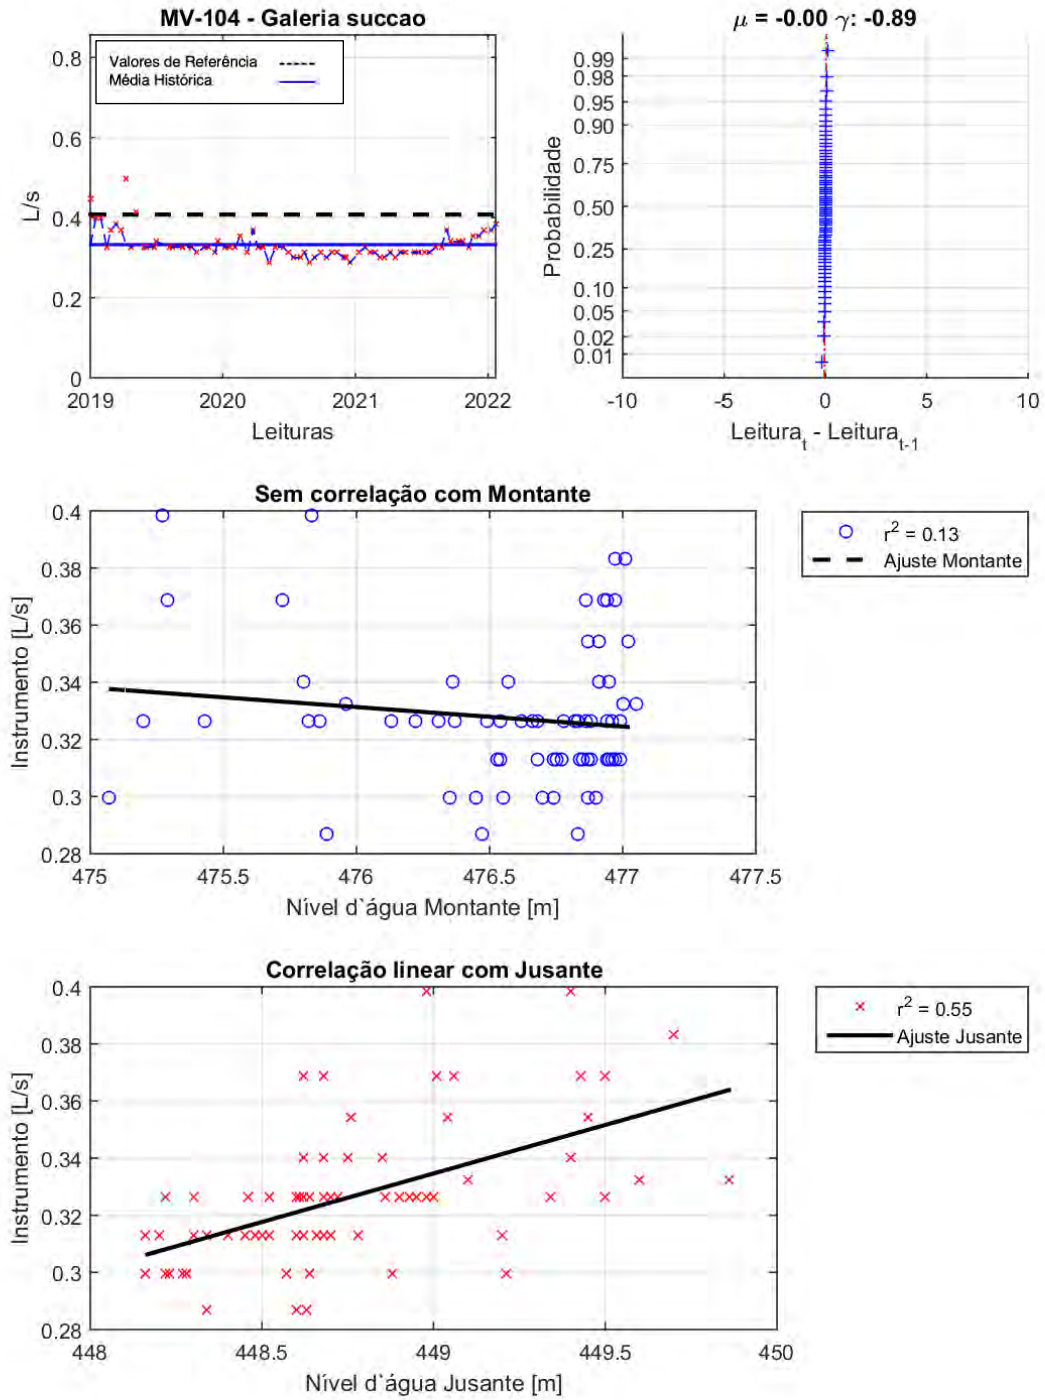 MV-104 - Galeria succao
0.8
0.6
0.4
0.2
0
L/s
Valores de Referência
Média Histórica
2019
2020
2021
2022
Leituras
μ = -0.00 γ: -0.89
0.99
0.98
0.95
0.90
0.75
0.50
0.25
0.10
0.05
0.02
0.01
Probabilidade
-10
-5
0
5
10
Leitura_t - Leitura_t-1
Sem correlação com Montante
0.4
0.38
0.36
0.34
0.32
0.3
0.28
Instrumento [L/s]
475
475.5
476
476.5
477
477.5
Nível d`água Montante [m]
r² = 0.13
Ajuste Montante
Correlação linear com Jusante
0.4
0.38
0.36
0.34
0.32
0.3
0.28
Instrumento [L/s]
448
448.5
449
449.5
450
Nível d`água Jusante [m]
r² = 0.55
Ajuste Jusante